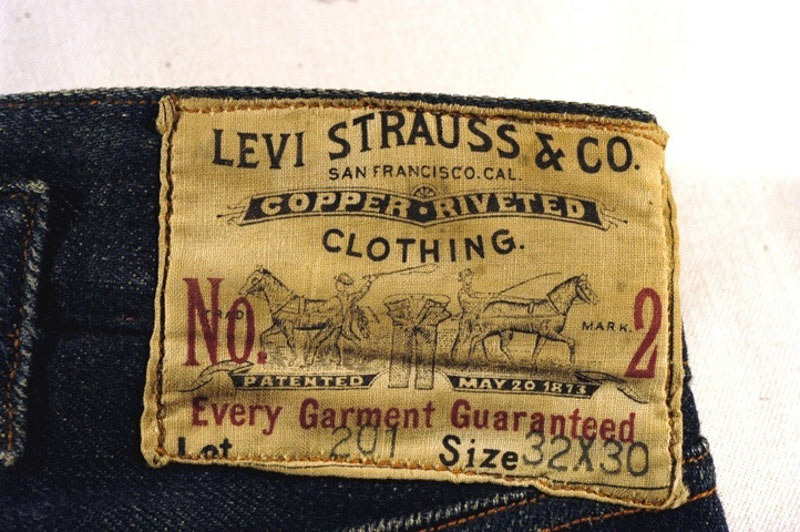 LEVI STRAUSS & CO.
SAN FRANCISCO. CAL.
COPPER RIVETED
CLOTHING.
No. 2
TRADE MARK.
PATENTED MAY 20 1873
Every Garment Guaranteed
Lot 201 Size 32X30